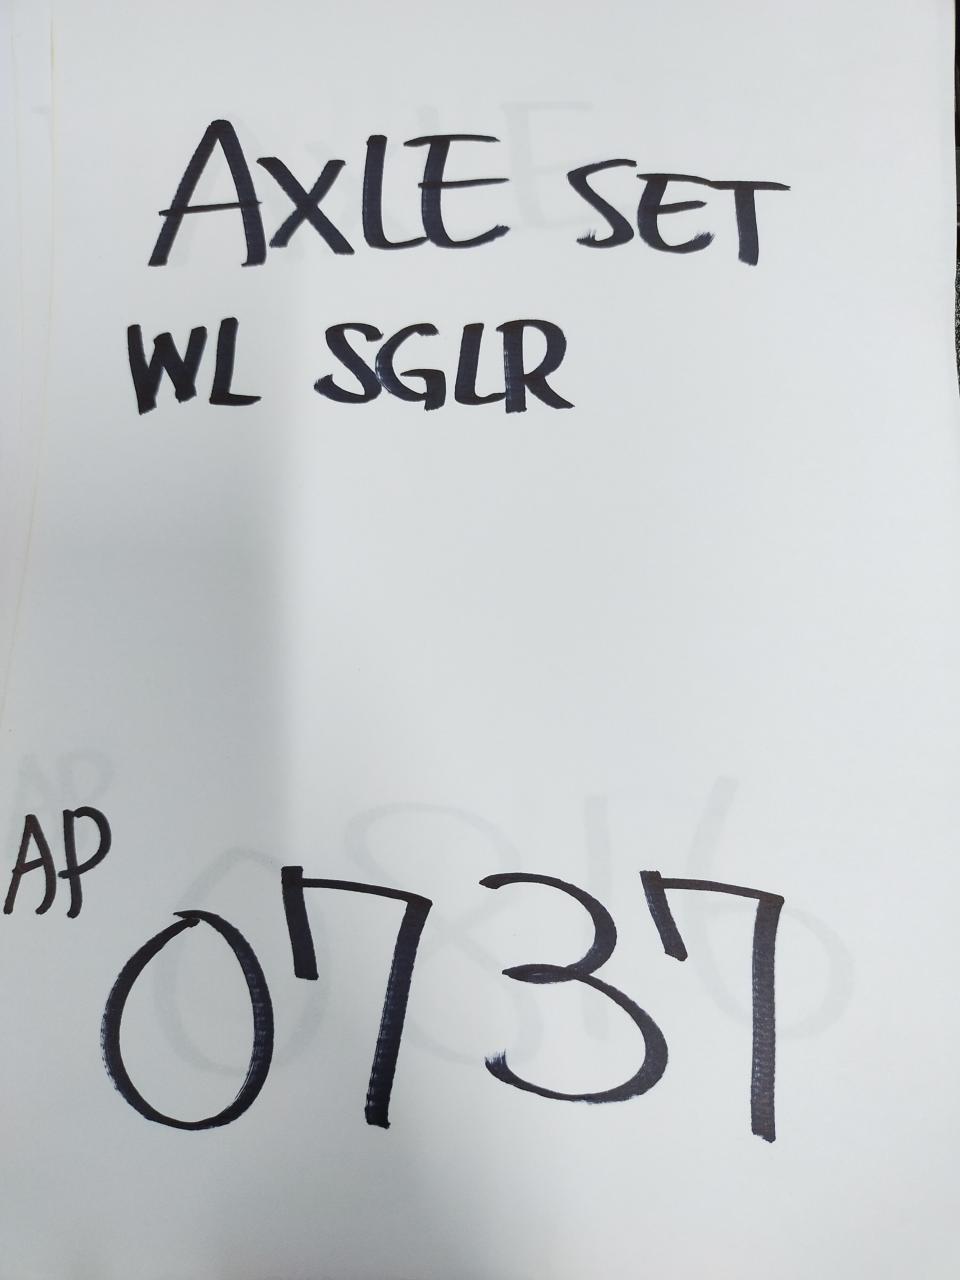 AXLE SET
WL SGLR
AP
0737